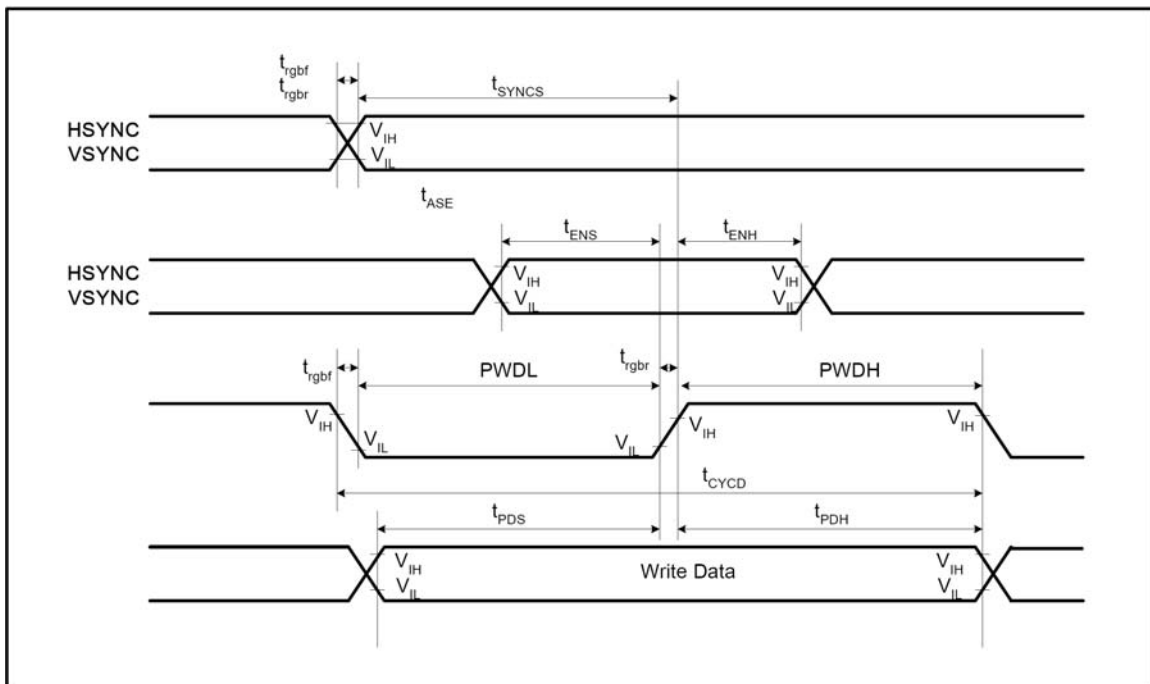 t_rgbf
t_rgbr
t_SYNCS
HSYNC
VSYNC
V_IH
V_IL
t_ASE
t_ENS
t_ENH
HSYNC
VSYNC
V_IH
V_IL
V_IH
V_IL
t_rgbf
PWDL
t_rgbr
PWDH
V_IH
V_IL
V_IL
V_IH
V_IH
t_CYCD
t_PDS
t_PDH
V_IH
V_IL
Write Data
V_IH
V_IL